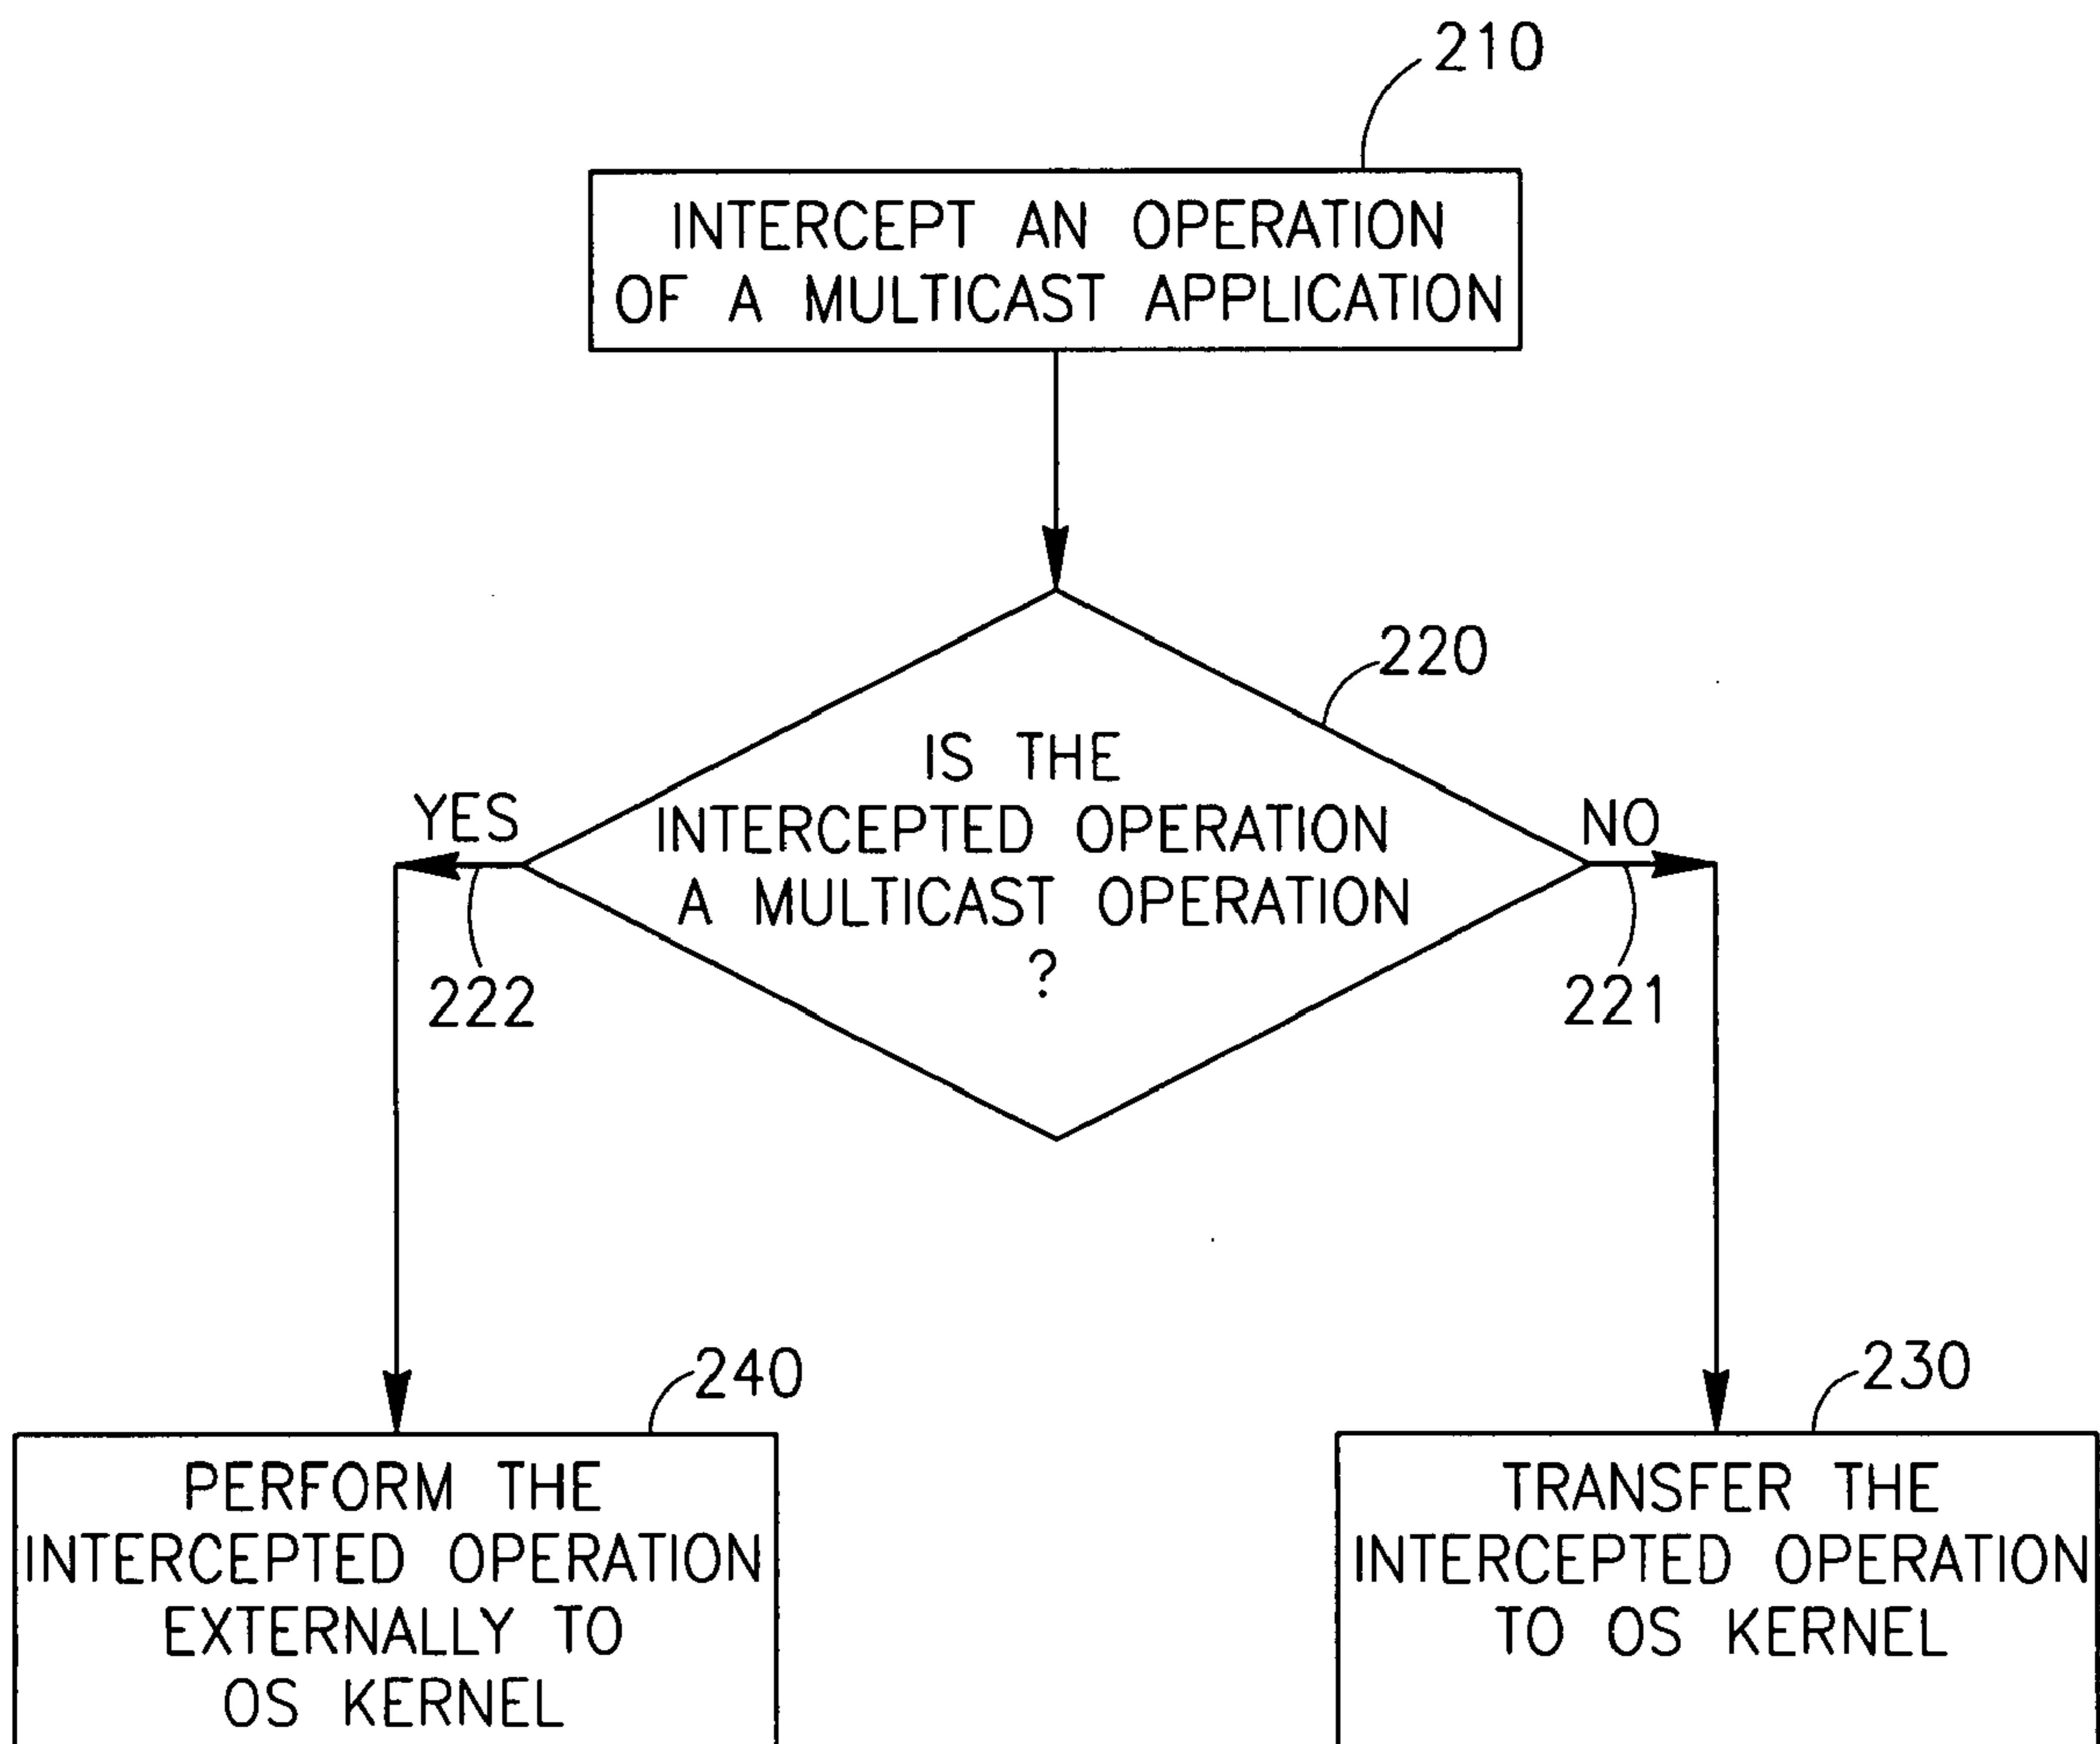 210
INTERCEPT AN OPERATION
OF A MULTICAST APPLICATION
220
IS THE
INTERCEPTED OPERATION
A MULTICAST OPERATION
?
YES
NO
222
221
240
230
PERFORM THE
INTERCEPTED OPERATION
EXTERNALLY TO
OS KERNEL
TRANSFER THE
INTERCEPTED OPERATION
TO OS KERNEL